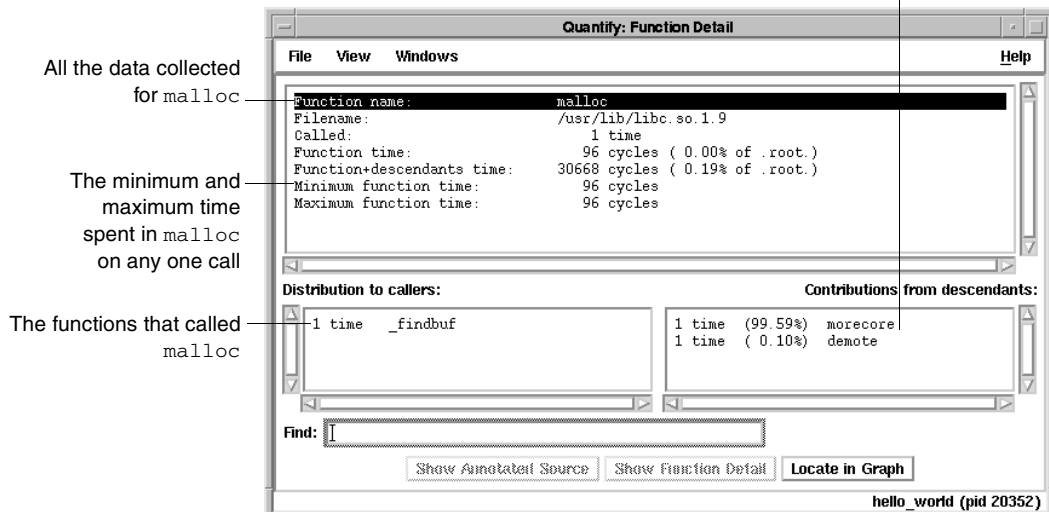 Quantify: Function Detail
File View Windows Help
All the data collected
for malloc
Function name: malloc
Filename: /usr/lib/libc.so.1.9
Called: 1 time
Function time: 96 cycles ( 0.00% of .root.)
Function+descendants time: 30668 cycles ( 0.19% of .root.)
Minimum function time: 96 cycles
Maximum function time: 96 cycles
The minimum and
maximum time
spent in malloc
on any one call
Distribution to callers:
Contributions from descendants:
The functions that called
malloc
1 time _findbuf
1 time (99.59%) morecore
1 time ( 0.10%) demote
Find:
Show Annotated Source Show Function Detail Locate in Graph
hello_world (pid 20352)